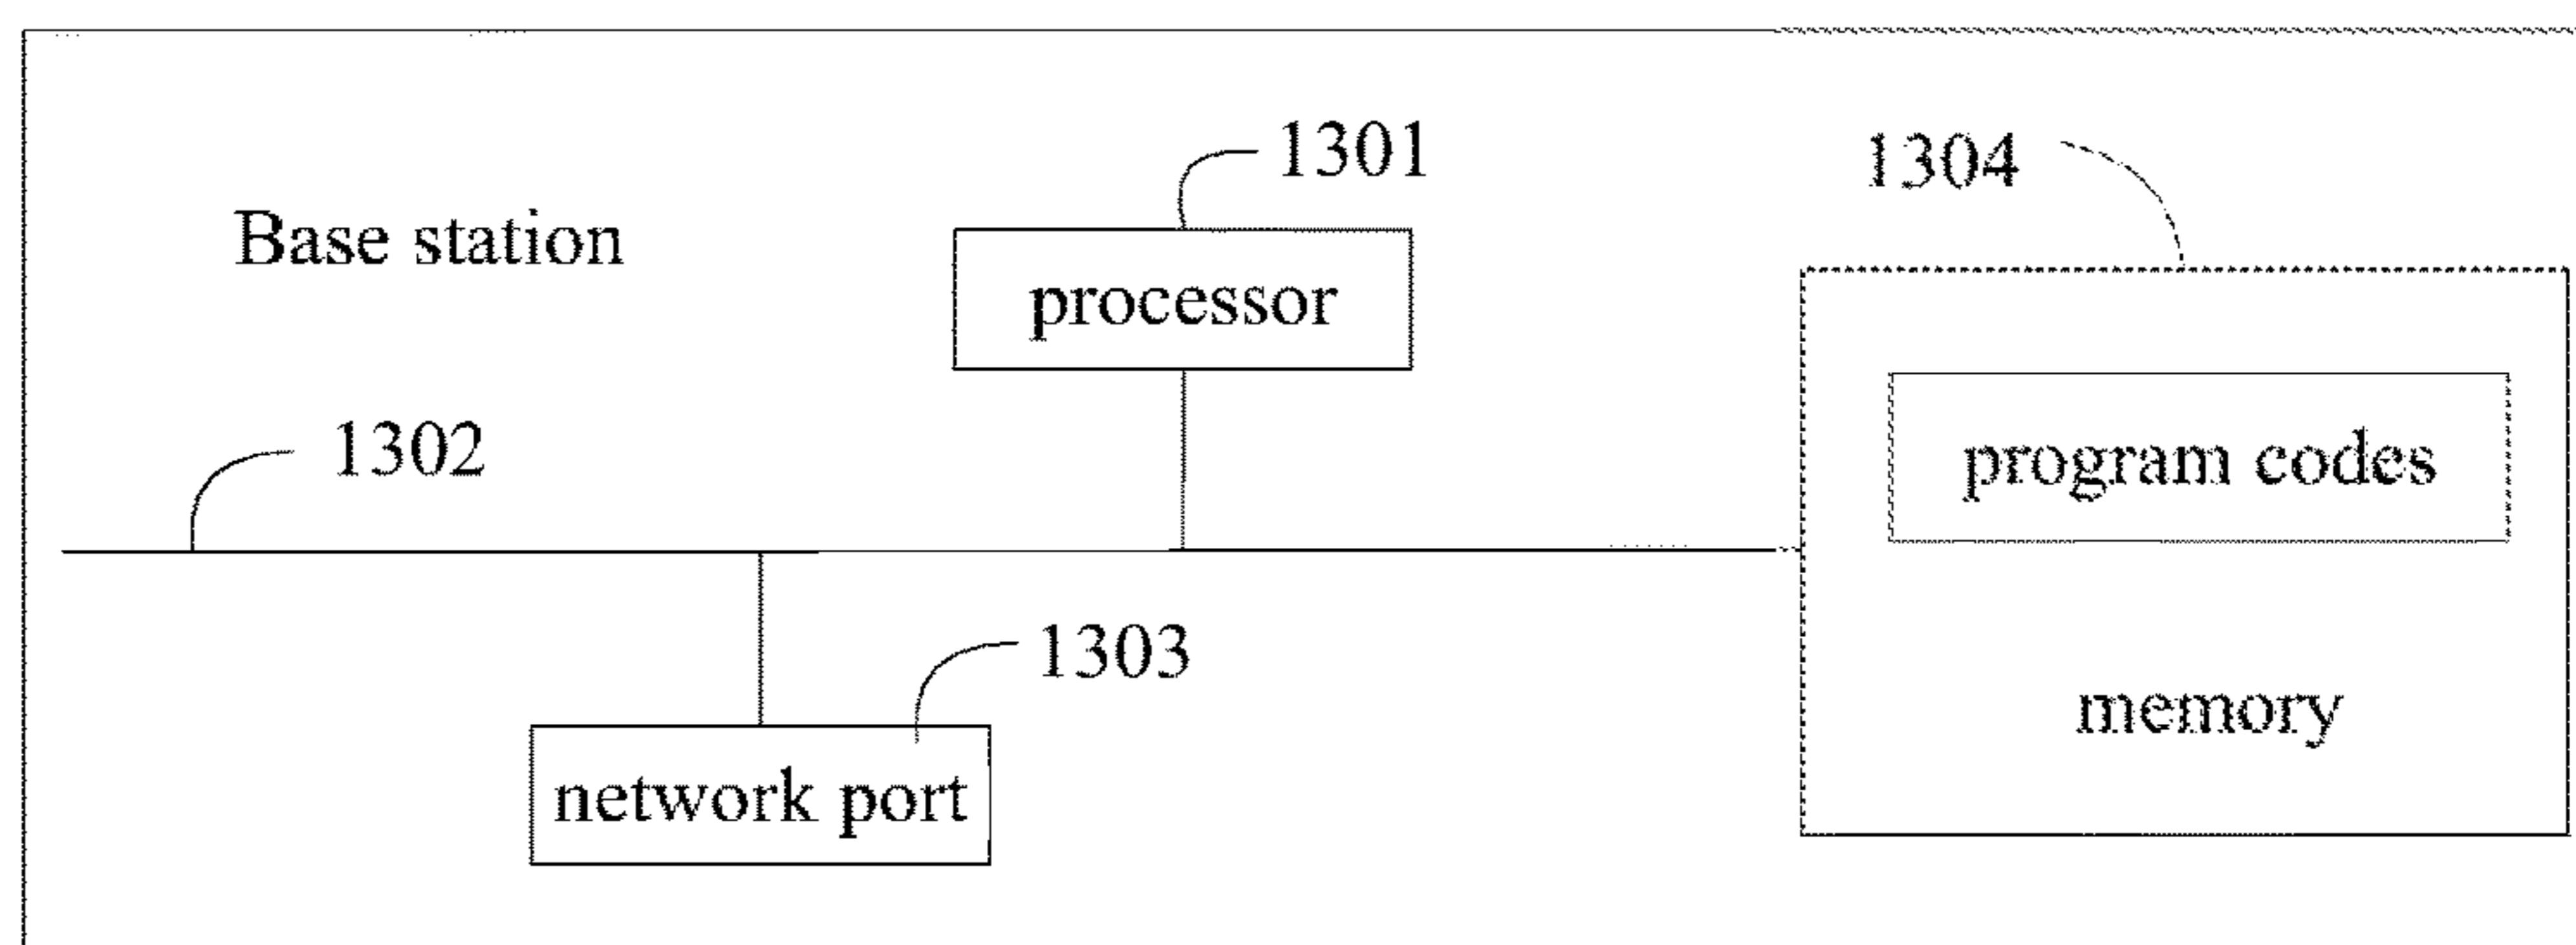 1301
1304
Base station
processor
1302
program codes
1303
memory
network port